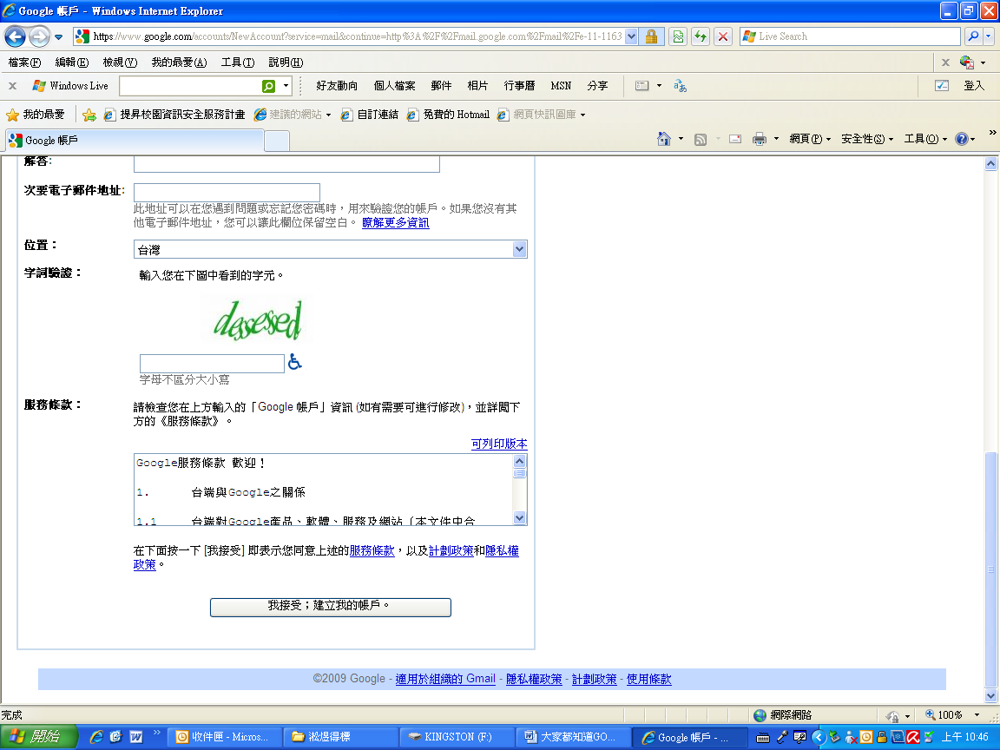 Google 帳戶 - Windows Internet Explorer
https://www.google.com/accounts/NewAccount?service=mail&continue=http%3A%2F%2Fmail.google.com%2Fmail%2Fe-11-1163
Live Search
檔案(F) 編輯(E) 檢視(V) 我的最愛(A) 工具(T) 說明(H)
Windows Live 好友動向 個人檔案 郵件 相片 行事曆 MSN 分享 登入
我的最愛 提昇校園資訊安全服務計畫 建議的網站 自訂連結 免費的 Hotmail 網頁快訊圖庫
Google 帳戶 網頁(P) 安全性(S) 工具(O) »
解答:
次要電子郵件地址:
此地址可以在您遇到問題或忘記您密碼時，用來驗證您的帳戶。如果您沒有其
他電子郵件地址，您可以讓此欄位保留空白。 瞭解更多資訊
位置：
台灣
字詞驗證： 輸入您在下圖中看到的字元。
字母不區分大小寫
服務條款： 請檢查您在上方輸入的「Google 帳戶」資訊 (如有需要可進行修改)，並詳閱下
方的《服務條款》。
可列印版本
Google服務條款 歡迎！
1. 台端與Google之關係
1.1 台端對Google產品、軟體、服務及網站（本文件中合
在下面按一下 [我接受] 即表示您同意上述的服務條款，以及計劃政策和隱私權
政策。
我接受；建立我的帳戶。
©2009 Google - 適用於組織的 Gmail - 隱私權政策 - 計劃政策 - 使用條款
完成 網際網路 100%
開始 » 收件匣 - Micros... 淞煜得標 KINGSTON (F:) 大家都知道GO... Google 帳戶 - ... 上午 10:46